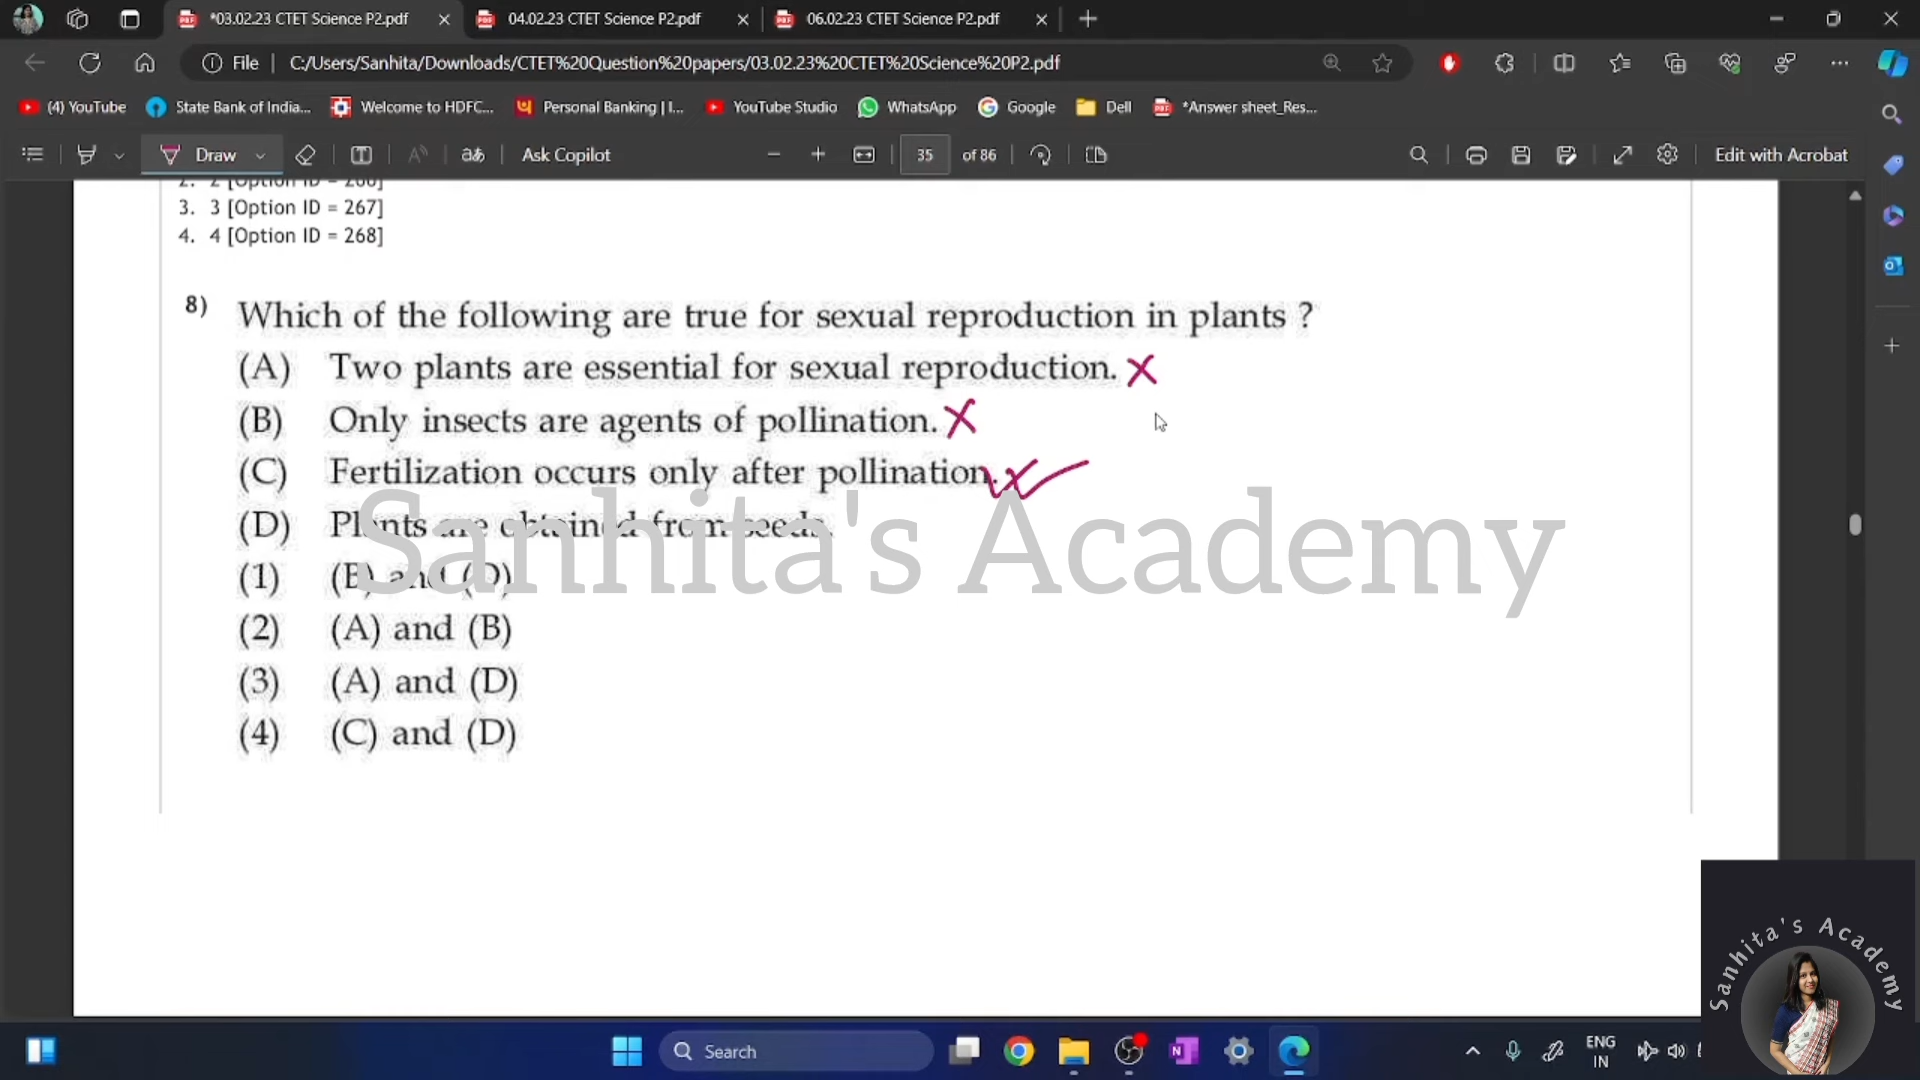 *03.02.23 CTET Science P2.pdf
04.02.23 CTET Science P2.pdf
06.02.23 CTET Science P2.pdf
File
C:/Users/Sanhita/Downloads/CTET%20Question%20papers/03.02.23%20CTET%20Science%20P2.pdf
(4) YouTube
State Bank of India...
Welcome to HDFC...
Personal Banking | I...
YouTube Studio
WhatsApp
Google
Dell
*Answer sheet_Res...
Draw
Ask Copilot
35 of 86
Edit with Acrobat
3. 3 [Option ID = 267]
4. 4 [Option ID = 268]
8) Which of the following are true for sexual reproduction in plants ?
(A) Two plants are essential for sexual reproduction.
(B) Only insects are agents of pollination.
(C) Fertilization occurs only after pollination.
(D) Plants are obtained from seeds.
(1) (B) and (D)
(2) (A) and (B)
(3) (A) and (D)
(4) (C) and (D)
Sanhita's Academy
Sanhita's Academy
Search
ENG
IN